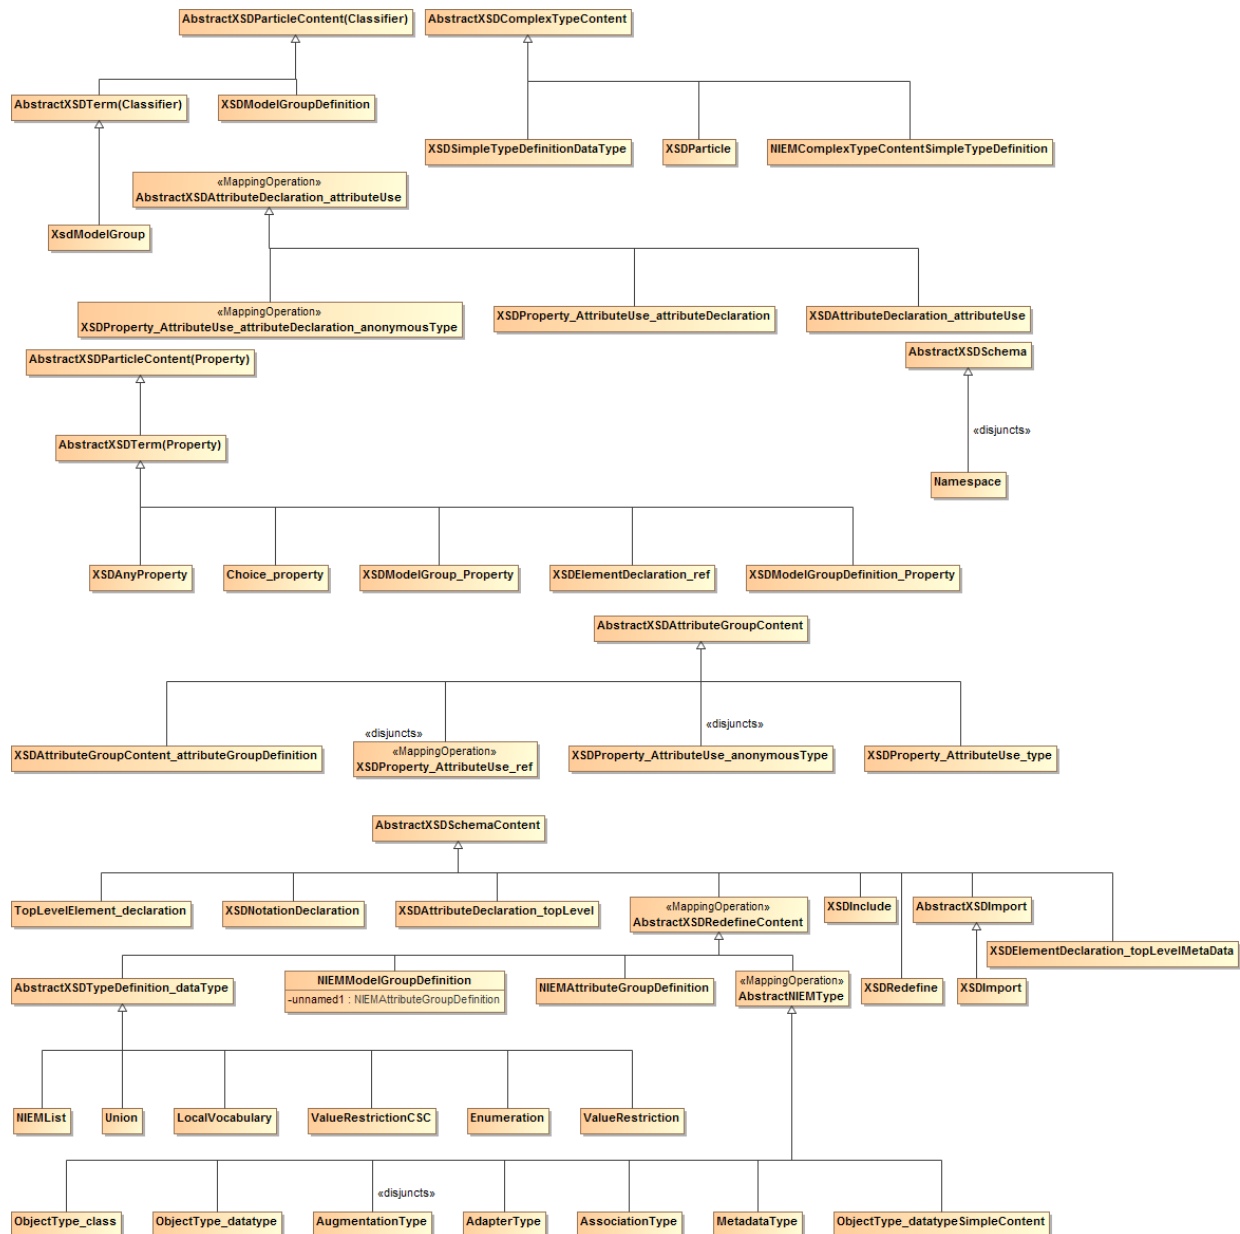 AbstractXSDParticleContent(Classifier)
AbstractXSDComplexTypeContent
AbstractXSDTerm(Classifier)
XSDModelGroupDefinition
XSDSimpleTypeDefinitionDataType
XSDParticle
NIEMComplexTypeContentSimpleTypeDefinition
«MappingOperation»
AbstractXSDAttributeDeclaration_attributeUse
XsdModelGroup
«MappingOperation»
XSDProperty_AttributeUse_attributeDeclaration_anonymousType
XSDProperty_AttributeUse_attributeDeclaration
XSDAttributeDeclaration_attributeUse
AbstractXSDParticleContent(Property)
AbstractXSDSchema
AbstractXSDTerm(Property)
«disjuncts»
Namespace
XSDAnyProperty
Choice_property
XSDModelGroup_Property
XSDElementDeclaration_ref
XSDModelGroupDefinition_Property
AbstractXSDAttributeGroupContent
«disjuncts»
«disjuncts»
XSDAttributeGroupContent_attributeGroupDefinition
«MappingOperation»
XSDProperty_AttributeUse_ref
XSDProperty_AttributeUse_anonymousType
XSDProperty_AttributeUse_type
AbstractXSDSchemaContent
TopLevelElement_declaration
XSDNotationDeclaration
XSDAttributeDeclaration_topLevel
«MappingOperation»
AbstractXSDRedefineContent
XSDInclude
AbstractXSDImport
XSDElementDeclaration_topLevelMetaData
AbstractXSDTypeDefinition_dataType
NIEMModelGroupDefinition
-unnamed1 : NIEMAttributeGroupDefinition
NIEMAttributeGroupDefinition
«MappingOperation»
AbstractNIEMType
XSDRedefine
XSDImport
NIEMList
Union
LocalVocabulary
ValueRestrictionCSC
Enumeration
ValueRestriction
«disjuncts»
ObjectType_class
ObjectType_datatype
AugmentationType
AdapterType
AssociationType
MetadataType
ObjectType_datatypeSimpleContent